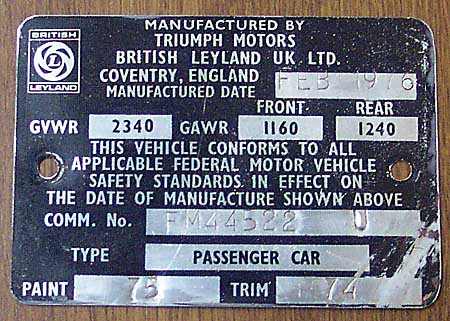 MANUFACTURED BY
BRITISH
TRIUMPH MOTORS
BRITISH LEYLAND UK LTD.
L
COVENTRY, ENGLAND FEB 1976
LEYLAND
MANUFACTURED DATE
FRONT REAR
GVWR 2340 GAWR 1160 1240
THIS VEHICLE CONFORMS TO ALL
APPLICABLE FEDERAL MOTOR VEHICLE
SAFETY STANDARDS IN EFFECT ON
THE DATE OF MANUFACTURE SHOWN ABOVE
COMM. No. FM44522 U
TYPE PASSENGER CAR
PAINT 75 TRIM 74